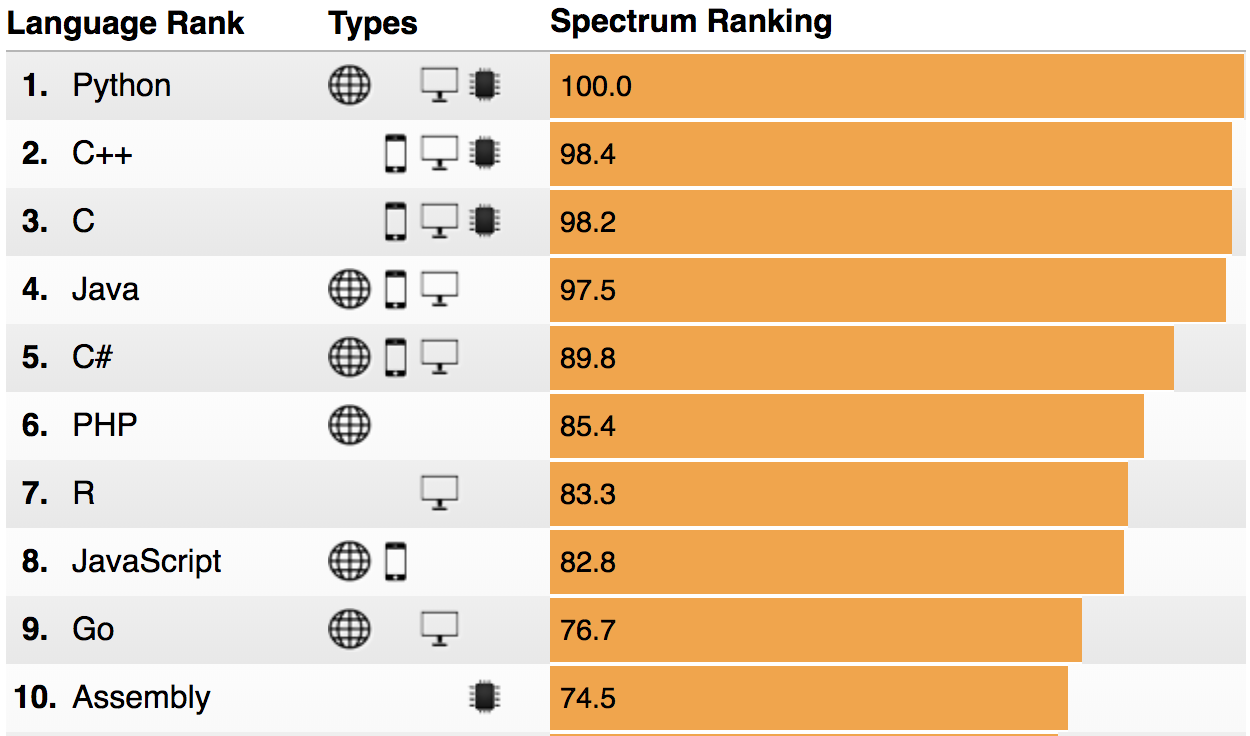 Language Rank Types Spectrum Ranking
1. Python 100.0
2. C++ 98.4
3. C 98.2
4. Java 97.5
5. C# 89.8
6. PHP 85.4
7. R 83.3
8. JavaScript 82.8
9. Go 76.7
10. Assembly 74.5